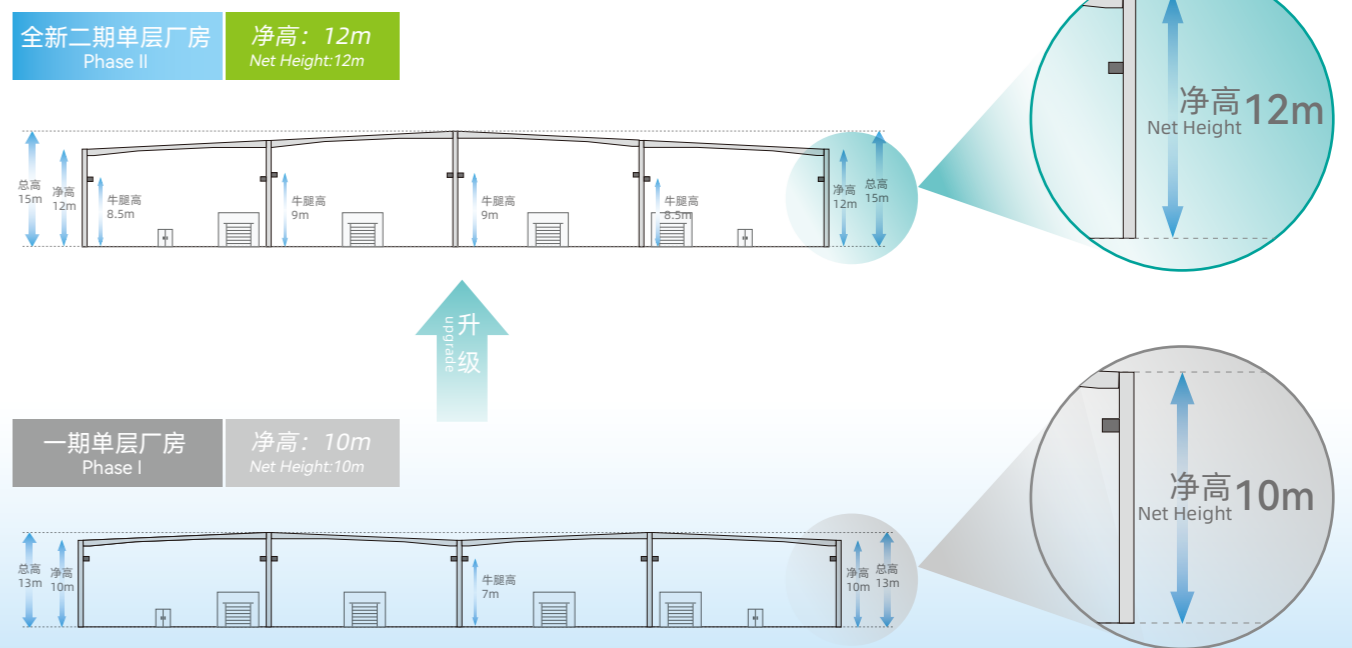 全新二期单层厂房
Phase II
净高：12m
Net Height:12m
净高 12m
Net Height
总高
15m
净高
12m
牛腿高
8.5m
牛腿高
9m
牛腿高
9m
牛腿高
8.5m
净高
12m
总高
15m
升级
upgrade
一期单层厂房
Phase I
净高：10m
Net Height:10m
净高 10m
Net Height
总高
13m
净高
10m
牛腿高
7m
净高
10m
总高
13m